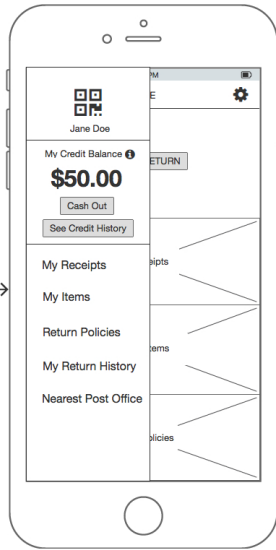 PM
E
Jane Doe
My Credit Balance
$50.00
Cash Out
See Credit History
ETURN
My Receipts
eipts
My Items
Return Policies
tems
My Return History
Nearest Post Office
olicies